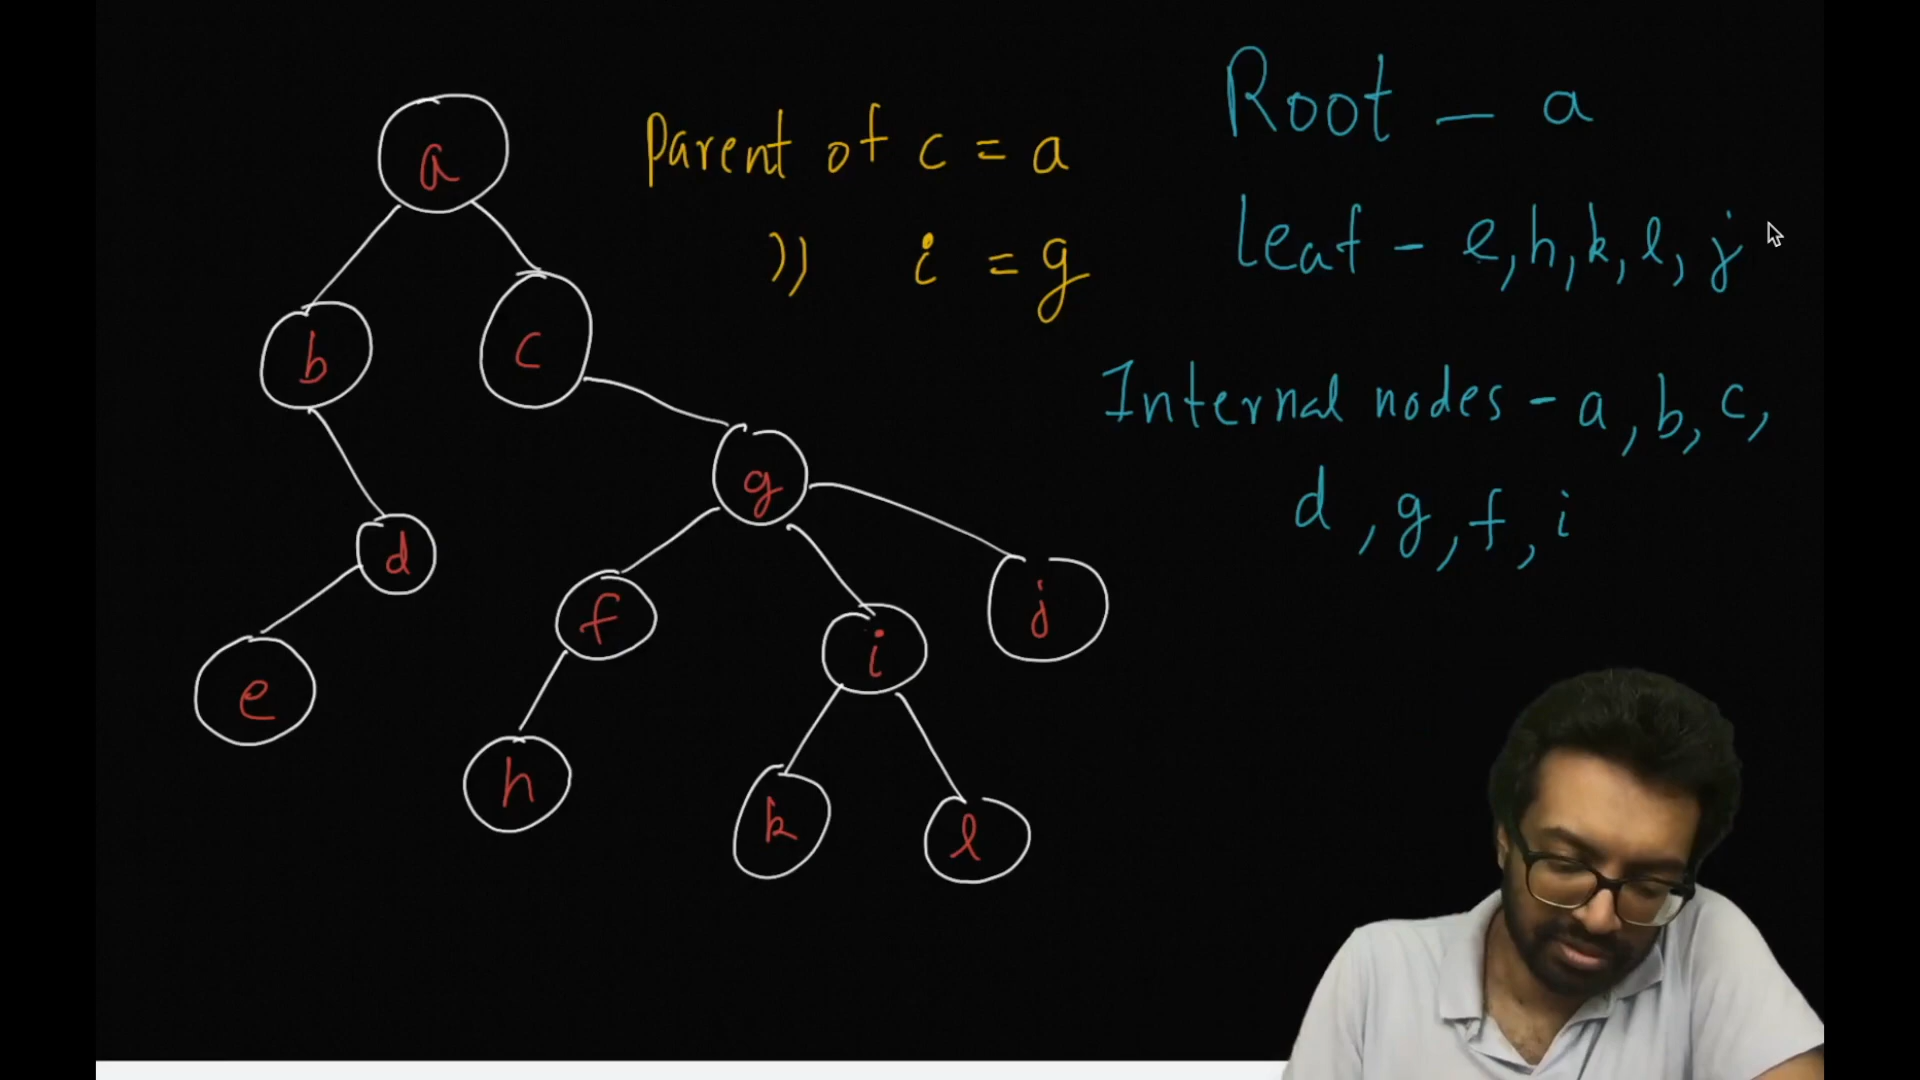 a
b
c
d
e
f
g
h
i
j
k
l
Parent of c = a
)) i = g
Root - a
Leaf - e, h, k, l, j
Internal nodes - a, b, c,
d, g, f, i